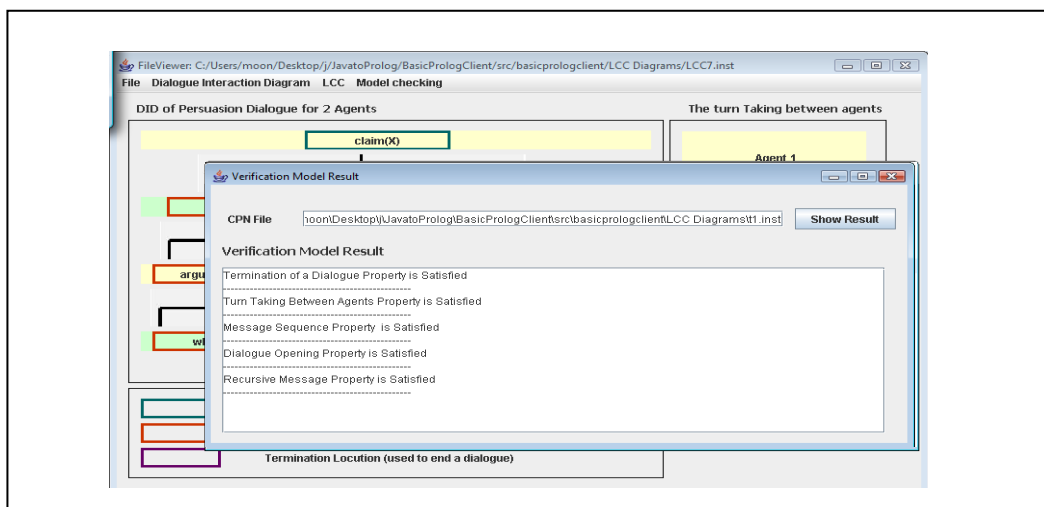 FileViewer: C:/Users/moon/Desktop/j/JavatoProlog/BasicPrologClient/src/basicprologclient/LCC Diagrams/LCC7.inst
File Dialogue Interaction Diagram LCC Model checking
DID of Persuasion Dialogue for 2 Agents
The turn Taking between agents
claim(X)
Agent 1
Verification Model Result
CPN File
noon\Desktop\j\JavatoProlog\BasicPrologClient\src\basicprologclient\LCC Diagrams\t1.inst
Show Result
Verification Model Result
Termination of a Dialogue Property is Satisfied
------------------------------------------------
Turn Taking Between Agents Property is Satisfied
------------------------------------------------
Message Sequence Property is Satisfied
------------------------------------------------
Dialogue Opening Property is Satisfied
------------------------------------------------
Recursive Message Property is Satisfied
------------------------------------------------
argu
wl
Termination Locution (used to end a dialogue)